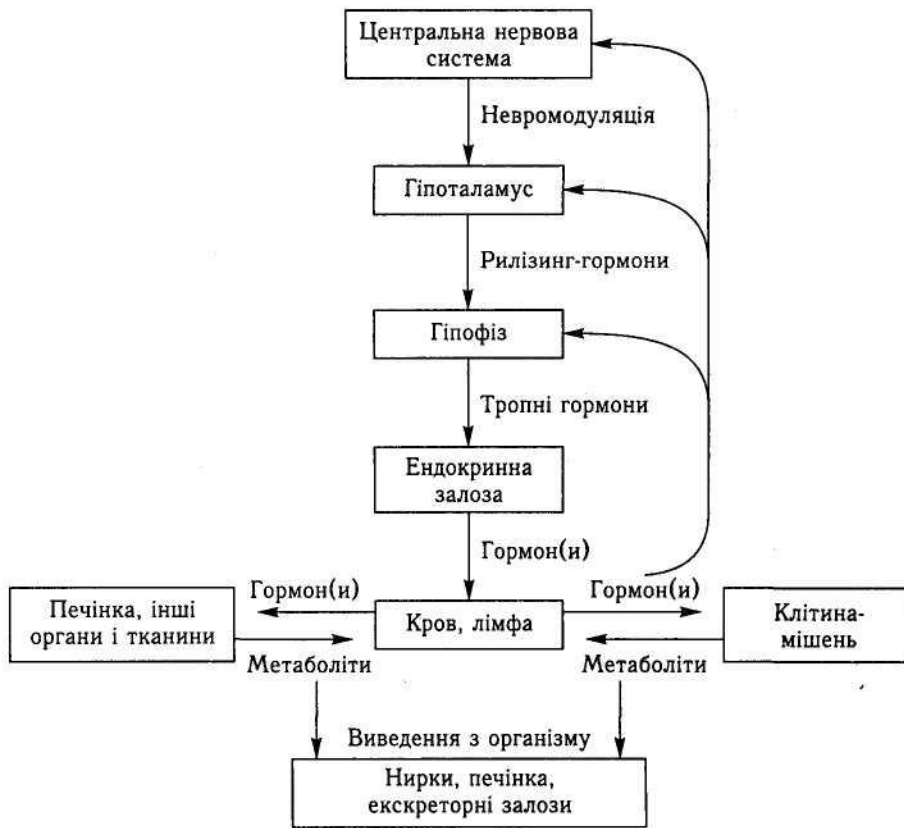 Центральна нервова
система
Невромодуляція
Гіпоталамус
Рилізинг-гормони
Гіпофіз
Тропні гормони
Ендокринна
залоза
Гормон(и)
Гормон(и)
Гормон(и)
Печінка, інші
органи і тканини
Кров, лімфа
Клітина-
мішень
Метаболіти
Метаболіти
Виведення з організму
Нирки, печінка,
екскреторні залози